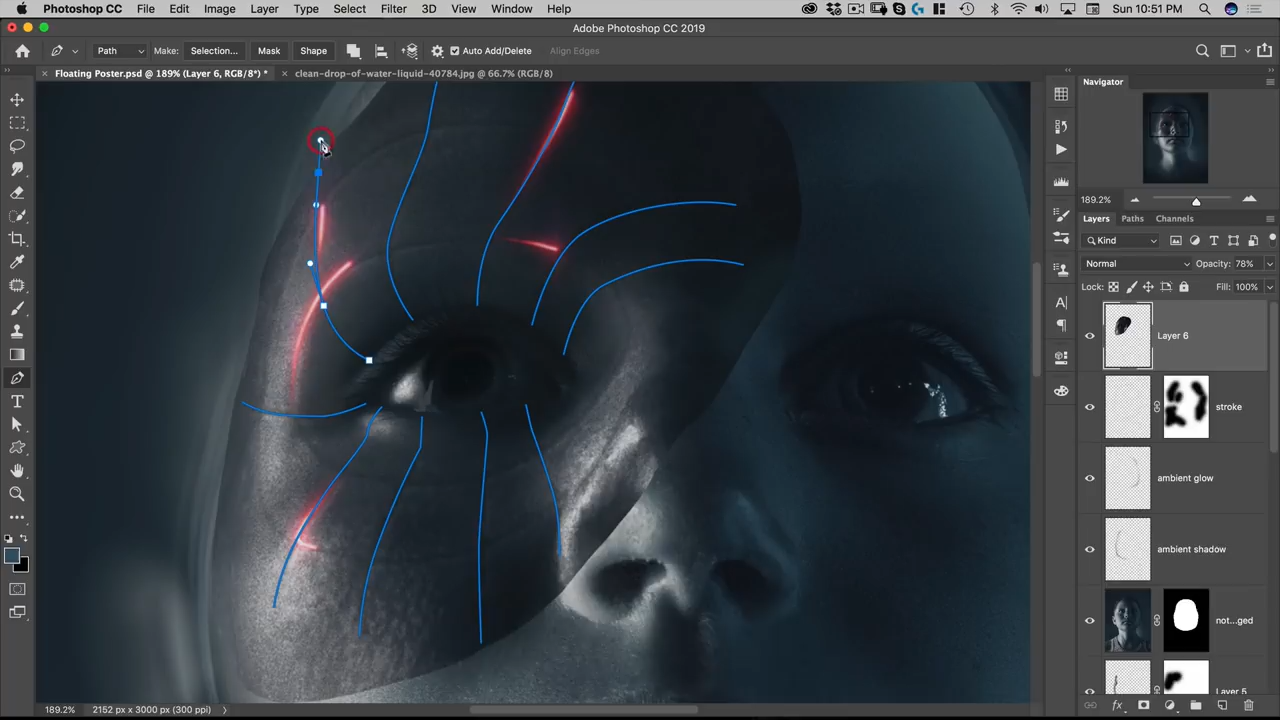 Photoshop CC File Edit Image Layer Type Select Filter 3D View Window Help Sun 10:51 PM
Adobe Photoshop CC 2019
Path Make: Selection... Mask Shape Auto Add/Delete Align Edges
× Floating Poster.psd @ 189% (Layer 6, RGB/8*) * × clean-drop-of-water-liquid-40784.jpg @ 66.7% (RGB/8)
Navigator
189.2%
Layers Paths Channels
Kind
Normal Opacity: 78%
Lock: Fill: 100%
Layer 6
stroke
ambient glow
ambient shadow
not...ged
Layer 5
189.2% 2152 px x 3000 px (300 ppi)